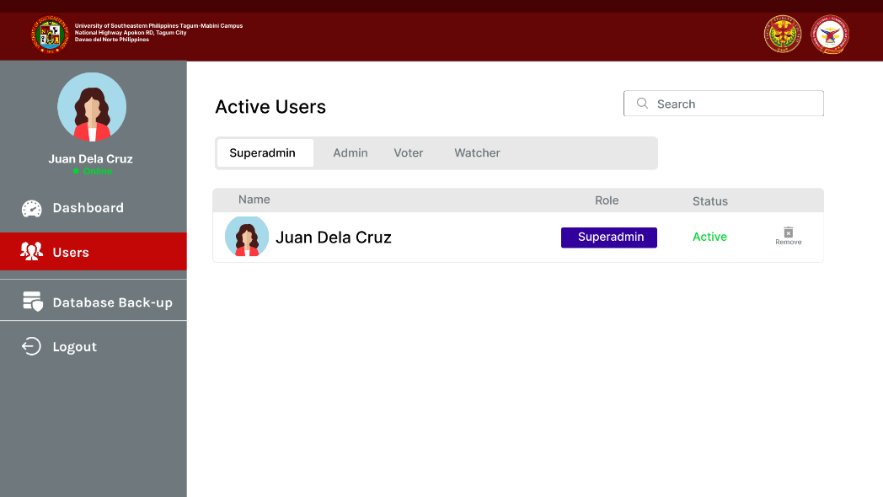 University of Southeastern Philippines Tagum-Mabini Campus
National Highway Apokon RD, Tagum City
Davao del Norte Philippines
Juan Dela Cruz
Online
Dashboard
Users
Database Back-up
Logout
Active Users
Search
Superadmin Admin Voter Watcher
Name Role Status
Juan Dela Cruz Superadmin Active Remove